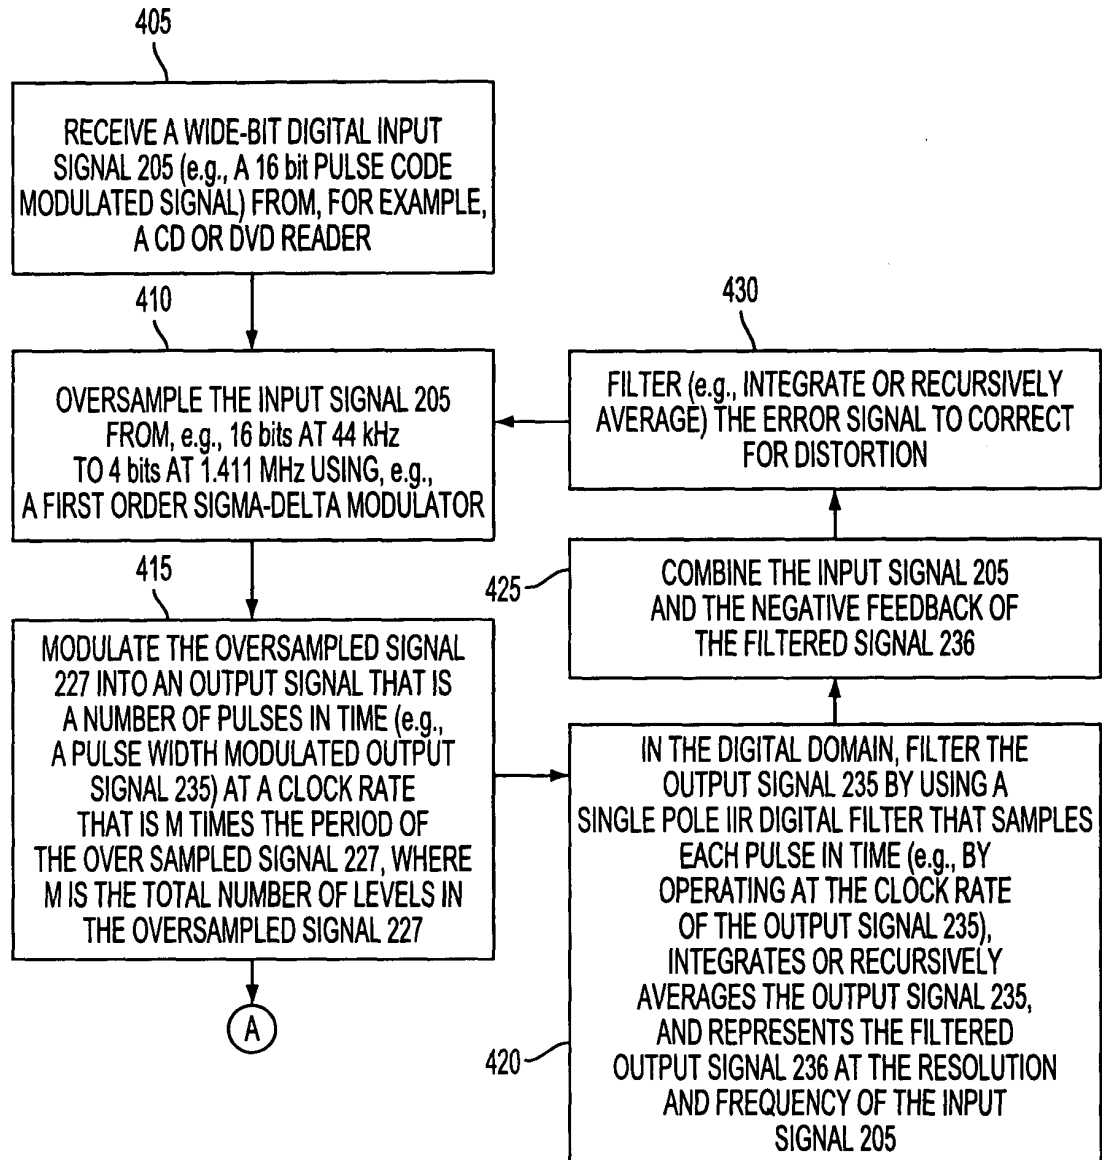 405
RECEIVE A WIDE-BIT DIGITAL INPUT
SIGNAL 205 (e.g., A 16 bit PULSE CODE
MODULATED SIGNAL) FROM, FOR EXAMPLE,
A CD OR DVD READER
410
OVERSAMPLE THE INPUT SIGNAL 205
FROM, e.g., 16 bits AT 44 kHz
TO 4 bits AT 1.411 MHz USING, e.g.,
A FIRST ORDER SIGMA-DELTA MODULATOR
415
MODULATE THE OVERSAMPLED SIGNAL
227 INTO AN OUTPUT SIGNAL THAT IS
A NUMBER OF PULSES IN TIME (e.g.,
A PULSE WIDTH MODULATED OUTPUT
SIGNAL 235) AT A CLOCK RATE
THAT IS M TIMES THE PERIOD OF
THE OVER SAMPLED SIGNAL 227, WHERE
M IS THE TOTAL NUMBER OF LEVELS IN
THE OVERSAMPLED SIGNAL 227
A
430
FILTER (e.g., INTEGRATE OR RECURSIVELY
AVERAGE) THE ERROR SIGNAL TO CORRECT
FOR DISTORTION
425
COMBINE THE INPUT SIGNAL 205
AND THE NEGATIVE FEEDBACK OF
THE FILTERED SIGNAL 236
IN THE DIGITAL DOMAIN, FILTER THE
OUTPUT SIGNAL 235 BY USING A
SINGLE POLE IIR DIGITAL FILTER THAT SAMPLES
EACH PULSE IN TIME (e.g., BY
OPERATING AT THE CLOCK RATE
OF THE OUTPUT SIGNAL 235),
INTEGRATES OR RECURSIVELY
AVERAGES THE OUTPUT SIGNAL 235,
AND REPRESENTS THE FILTERED
OUTPUT SIGNAL 236 AT THE RESOLUTION
AND FREQUENCY OF THE INPUT
SIGNAL 205
420